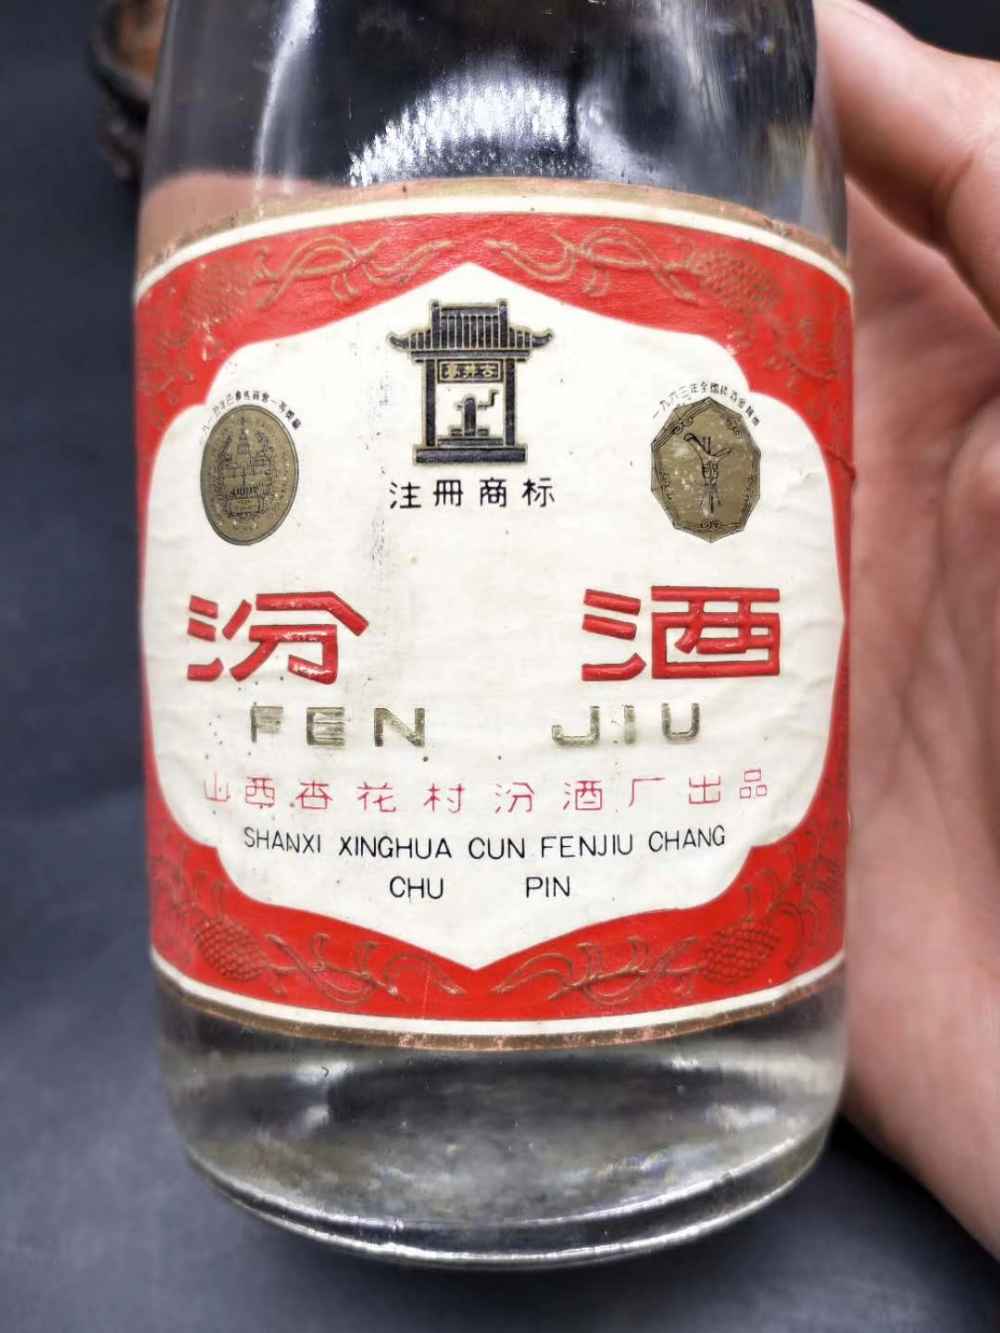 古井亭
注册商标
汾酒
FEN JIU
山西杏花村汾酒厂出品
SHANXI XINGHUA CUN FENJIU CHANG
CHU PIN